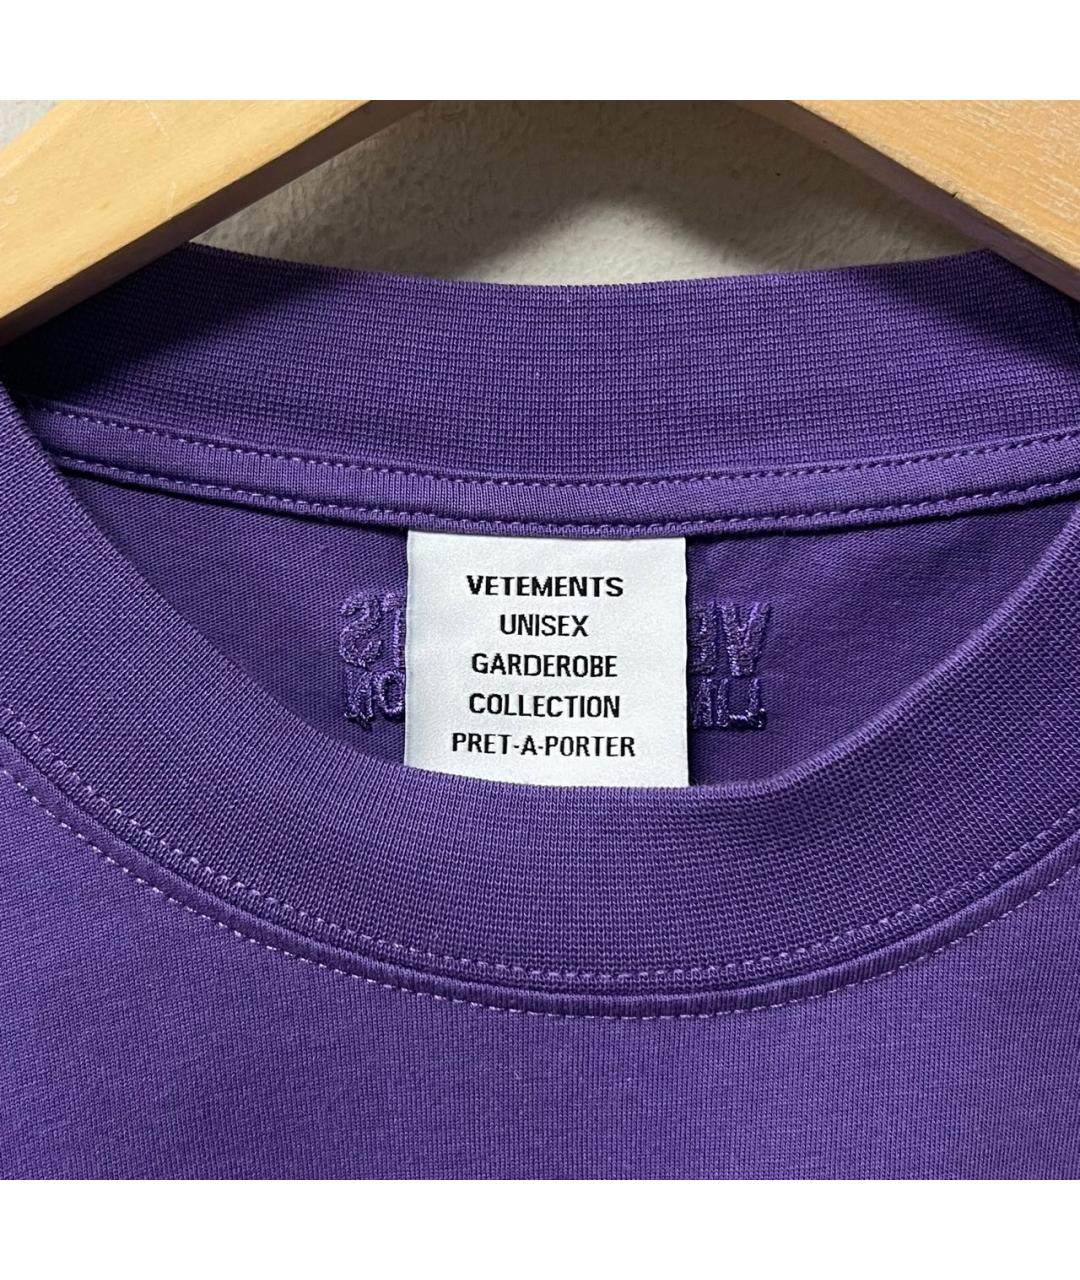 VETEMENTS
UNISEX
GARDEROBE
COLLECTION
PRET-A-PORTER